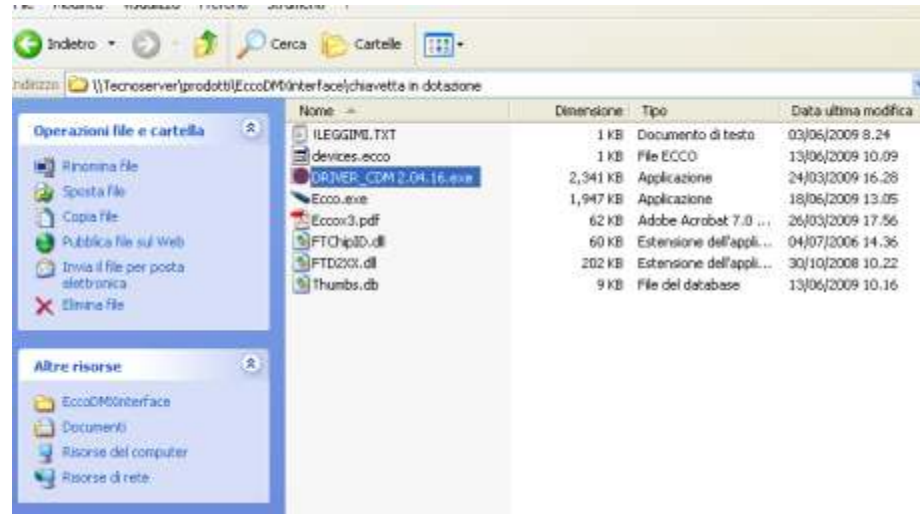 Indietro
Cerca
Cartelle
Indirizzo \\Tecnoserver\prodotti\EccoDMXInterface\chiavetta in dotazione
Nome Dimensione Tipo Data ultima modifica
Operazioni file e cartella
Rinomina file
Sposta file
Copia file
Pubblica file sul Web
Invia il file per posta
elettronica
Elimina file
Altre risorse
EccoDMXInterface
Documenti
Risorse del computer
Risorse di rete
!LEGGIMI.TXT 1 KB Documento di testo 03/06/2009 8.24
devices.ecco 1 KB File ECCO 13/06/2009 10.09
DRIVER_CDM 2.04.16.exe 2,341 KB Applicazione 24/03/2009 16.28
Ecco.exe 1,947 KB Applicazione 18/06/2009 13.05
Eccox3.pdf 62 KB Adobe Acrobat 7.0 ... 26/03/2009 17.56
FTChipID.dll 60 KB Estensione dell'appli... 04/07/2006 14.36
FTD2XX.dll 202 KB Estensione dell'appli... 30/10/2008 10.22
Thumbs.db 9 KB File del database 13/06/2009 10.16